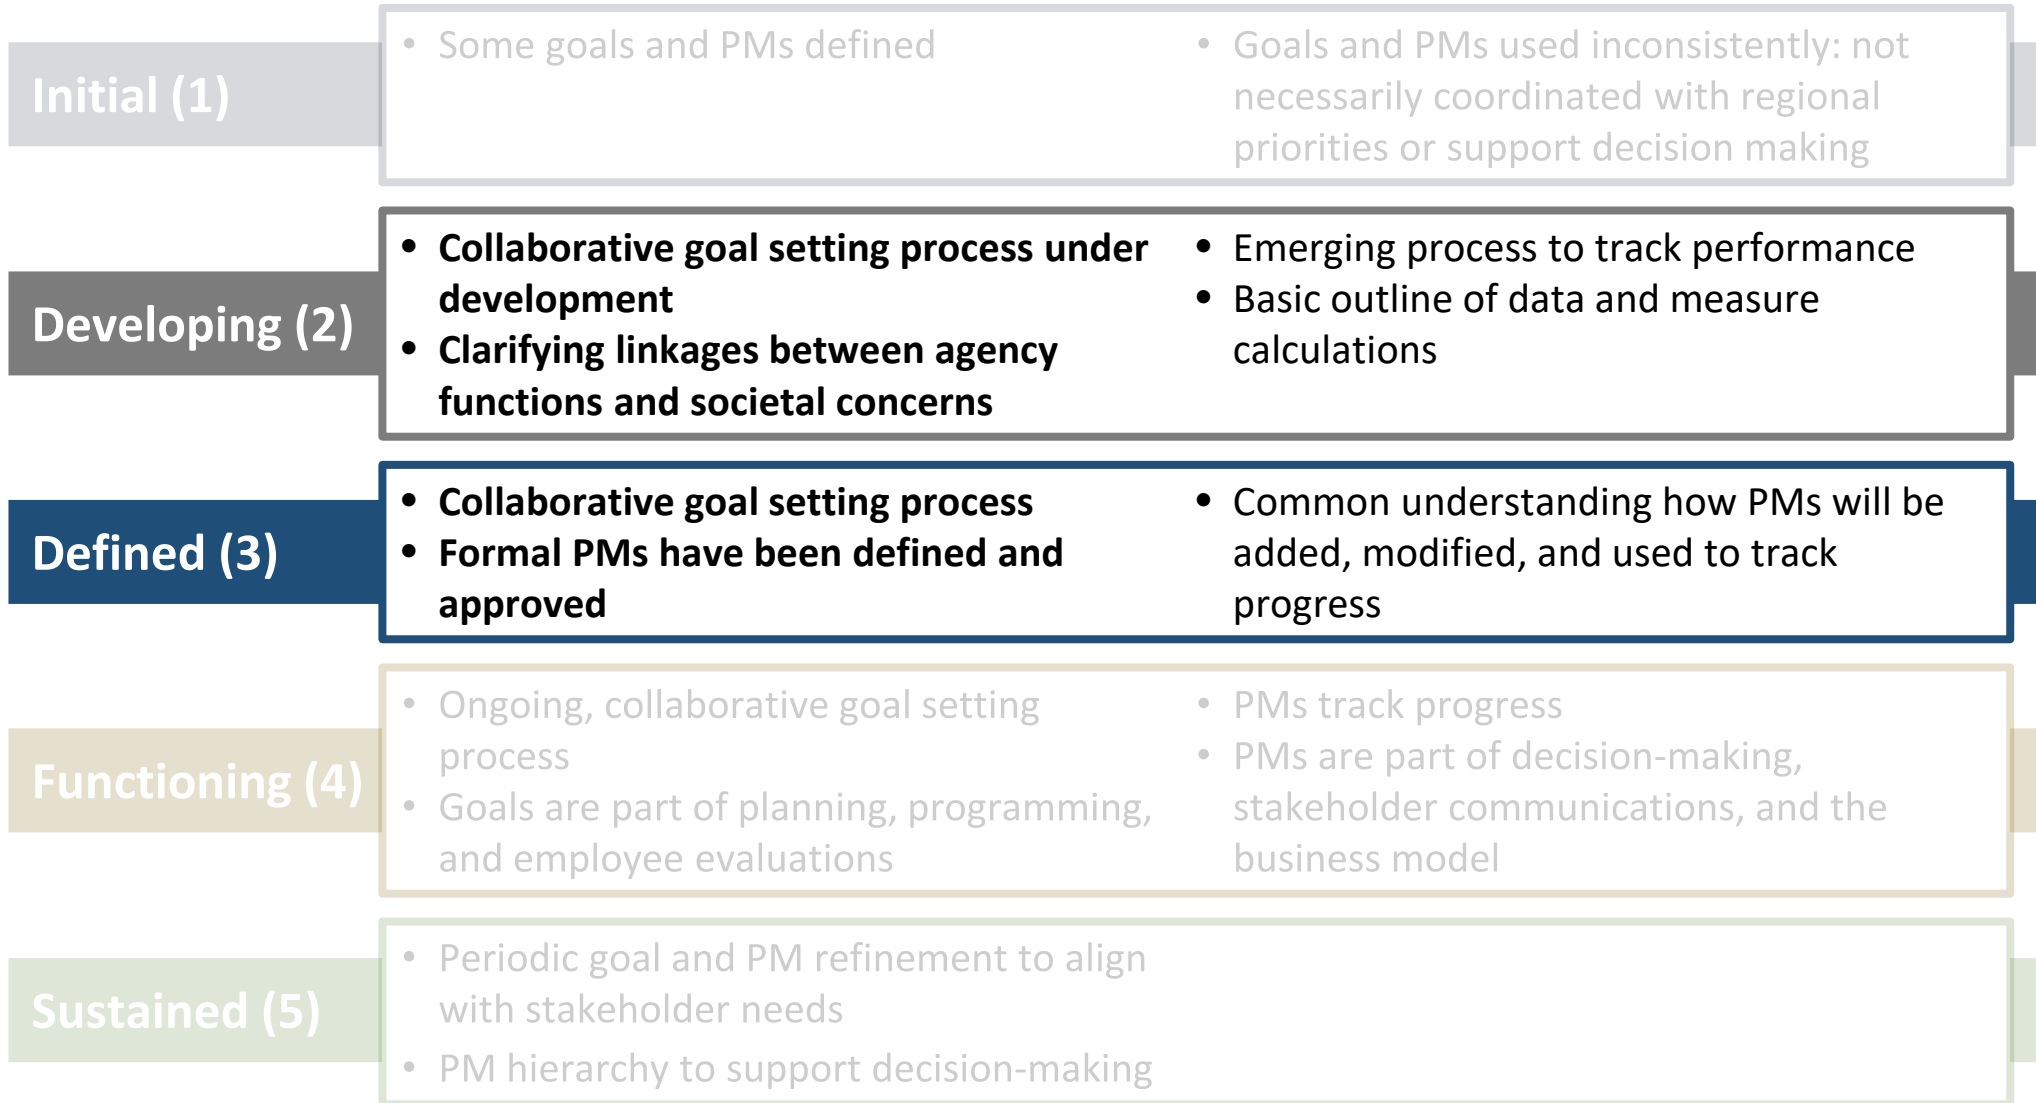 Initial (1)
• Some goals and PMs defined
• Goals and PMs used inconsistently: not
necessarily coordinated with regional
priorities or support decision making
Developing (2)
• Collaborative goal setting process under
development
• Clarifying linkages between agency
functions and societal concerns
• Emerging process to track performance
• Basic outline of data and measure
calculations
Defined (3)
• Collaborative goal setting process
• Formal PMs have been defined and
approved
• Common understanding how PMs will be
added, modified, and used to track
progress
Functioning (4)
• Ongoing, collaborative goal setting
process
• Goals are part of planning, programming,
and employee evaluations
• PMs track progress
• PMs are part of decision-making,
stakeholder communications, and the
business model
Sustained (5)
• Periodic goal and PM refinement to align
with stakeholder needs
• PM hierarchy to support decision-making